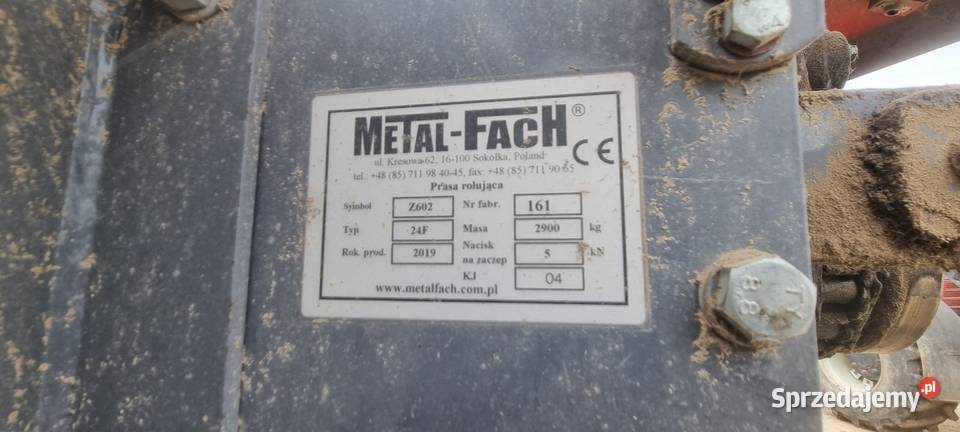 METAL-FACH®
ul. Kresowa 62, 16-100 Sokółka, Poland
tel.: +48 (85) 711 98 40-45, fax: +48 (85) 711 90 65
CE
Prasa rolująca
Symbol Z602 Nr fabr. 161
Typ 24F Masa 2900 kg
Rok. prod. 2019 Nacisk na zaczep 5 kN
KJ 04
www.metalfach.com.pl
TY
8.8
Sprzedajemy.pl